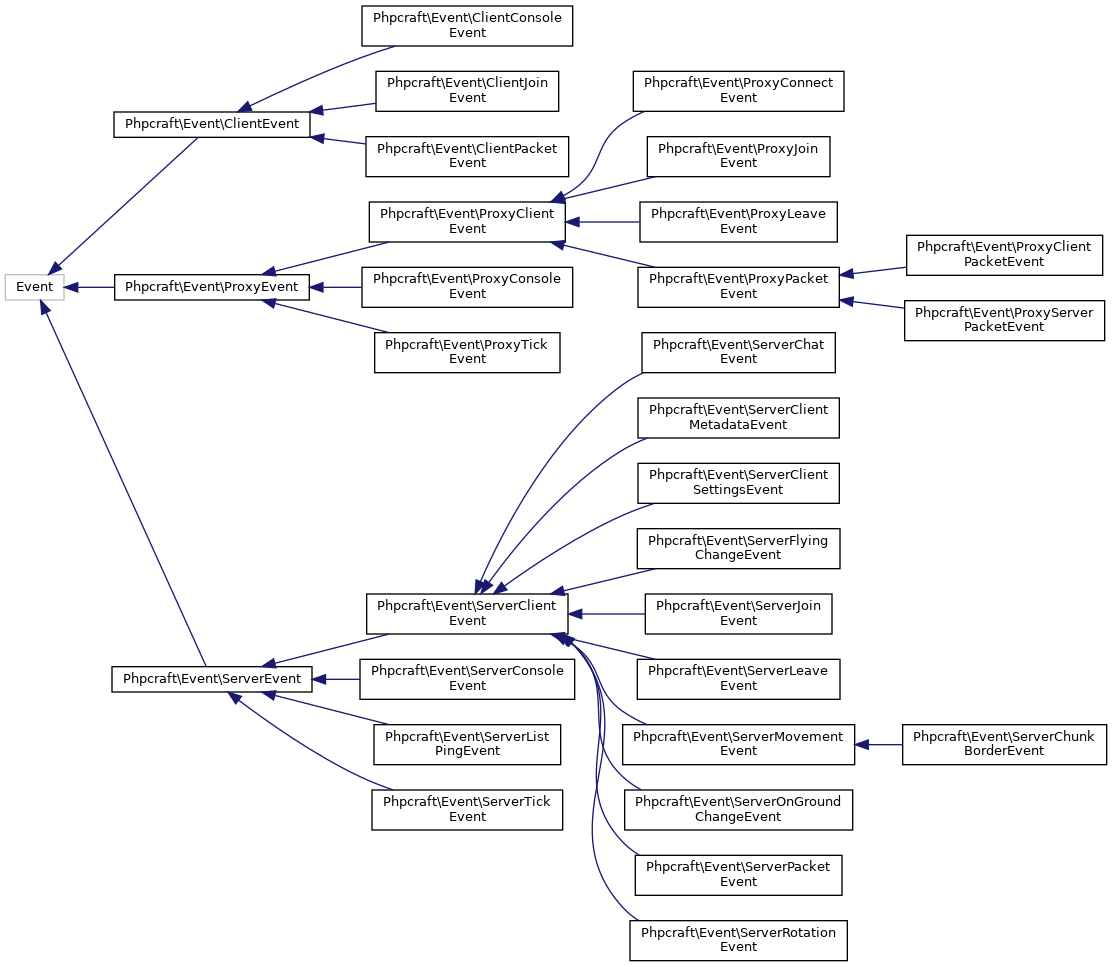 Phpcraft\Event\ClientConsole
Event
Phpcraft\Event\ClientJoin
Event
Phpcraft\Event\ProxyConnect
Event
Phpcraft\Event\ClientEvent
Phpcraft\Event\ClientPacket
Event
Phpcraft\Event\ProxyJoin
Event
Phpcraft\Event\ProxyClient
Event
Phpcraft\Event\ProxyLeave
Event
Phpcraft\Event\ProxyClient
PacketEvent
Event
Phpcraft\Event\ProxyEvent
Phpcraft\Event\ProxyConsole
Event
Phpcraft\Event\ProxyPacket
Event
Phpcraft\Event\ProxyServer
PacketEvent
Phpcraft\Event\ProxyTick
Event
Phpcraft\Event\ServerChat
Event
Phpcraft\Event\ServerClient
MetadataEvent
Phpcraft\Event\ServerClient
SettingsEvent
Phpcraft\Event\ServerFlying
ChangeEvent
Phpcraft\Event\ServerClient
Event
Phpcraft\Event\ServerJoin
Event
Phpcraft\Event\ServerEvent
Phpcraft\Event\ServerConsole
Event
Phpcraft\Event\ServerLeave
Event
Phpcraft\Event\ServerList
PingEvent
Phpcraft\Event\ServerMovement
Event
Phpcraft\Event\ServerChunk
BorderEvent
Phpcraft\Event\ServerTick
Event
Phpcraft\Event\ServerOnGround
ChangeEvent
Phpcraft\Event\ServerPacket
Event
Phpcraft\Event\ServerRotation
Event